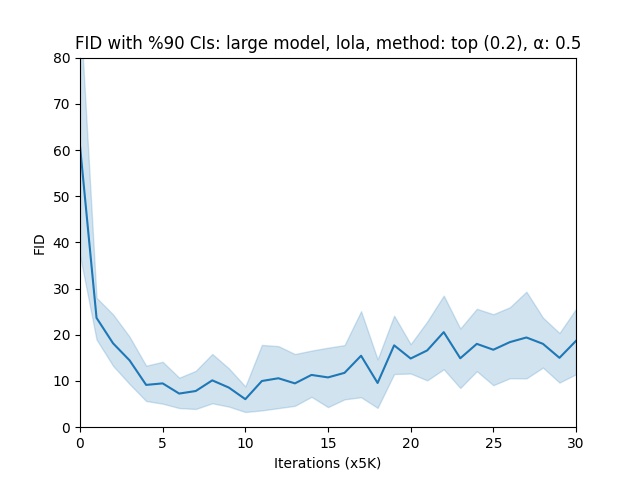 FID with %90 CIs: large model, lola, method: top (0.2), α: 0.5
80
70
60
50
40
30
20
10
0
FID
0 5 10 15 20 25 30
Iterations (x5K)